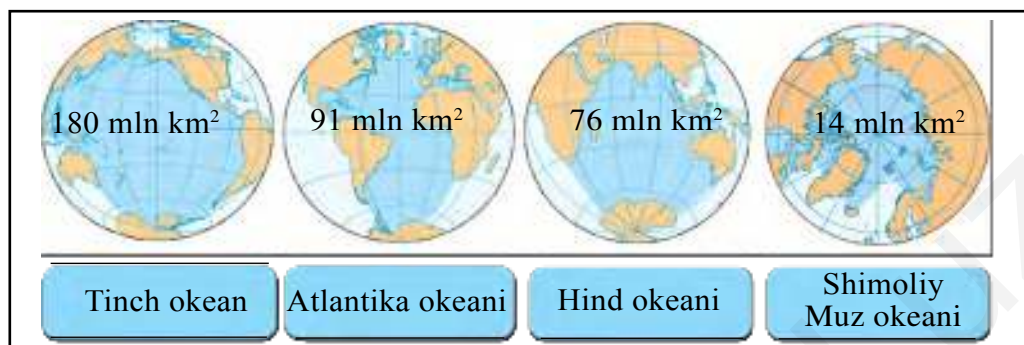 180 mln km²
91 mln km²
76 mln km²
14 mln km²
Tinch okean
Atlantika okeani
Hind okeani
Shimoliy
Muz okeani